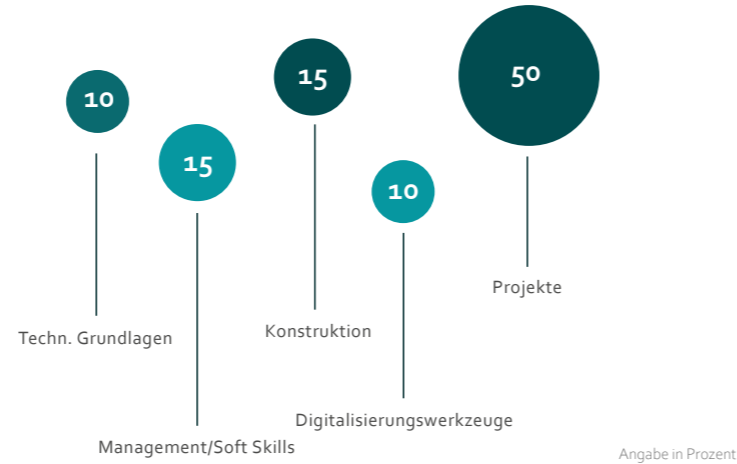 10
Techn. Grundlagen
15
Management/Soft Skills
15
Konstruktion
10
Digitalisierungswerkzeuge
50
Projekte
Angabe in Prozent